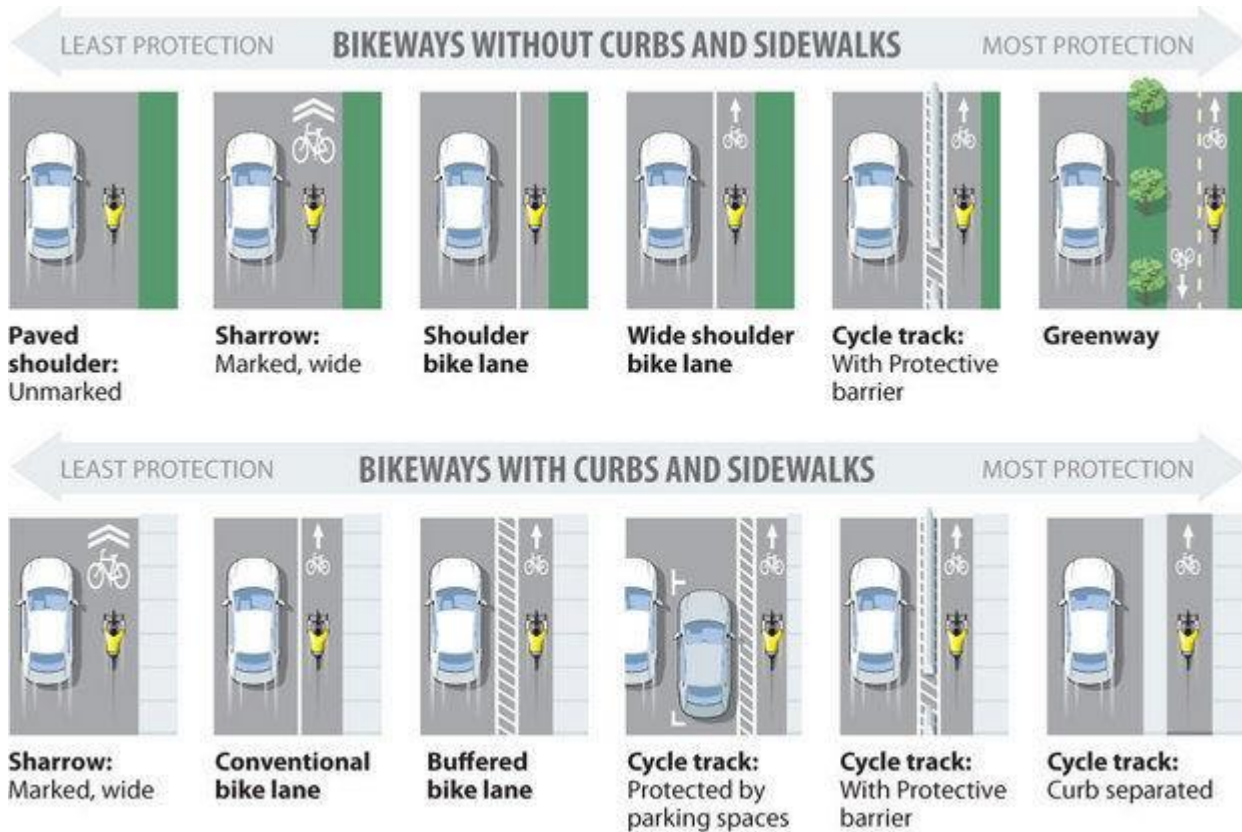 LEAST PROTECTION BIKEWAYS WITHOUT CURBS AND SIDEWALKS MOST PROTECTION
Paved
shoulder:
Unmarked
Sharrow:
Marked, wide
Shoulder
bike lane
Wide shoulder
bike lane
Cycle track:
With Protective
barrier
Greenway
LEAST PROTECTION BIKEWAYS WITH CURBS AND SIDEWALKS MOST PROTECTION
Sharrow:
Marked, wide
Conventional
bike lane
Buffered
bike lane
Cycle track:
Protected by
parking spaces
Cycle track:
With Protective
barrier
Cycle track:
Curb separated